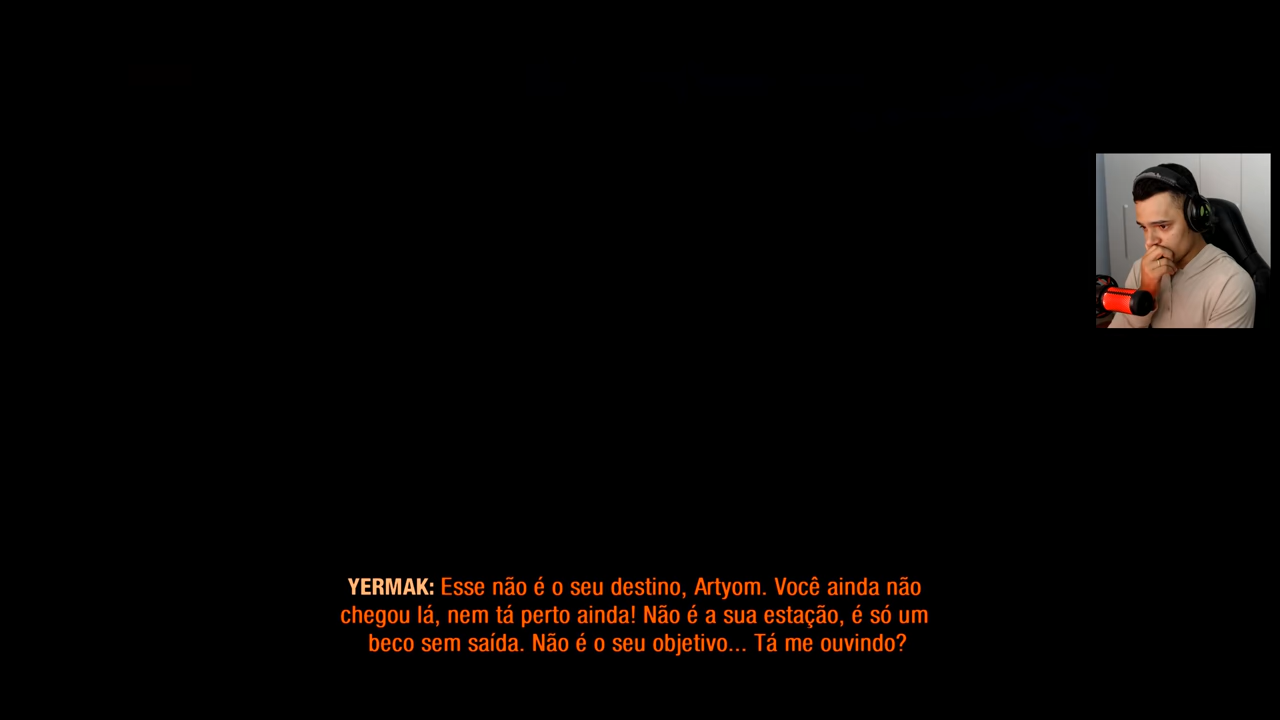 YERMAK: Esse não é o seu destino, Artyom. Você ainda não
chegou lá, nem tá perto ainda! Não é a sua estação, é só um
beco sem saída. Não é o seu objetivo... Tá me ouvindo?